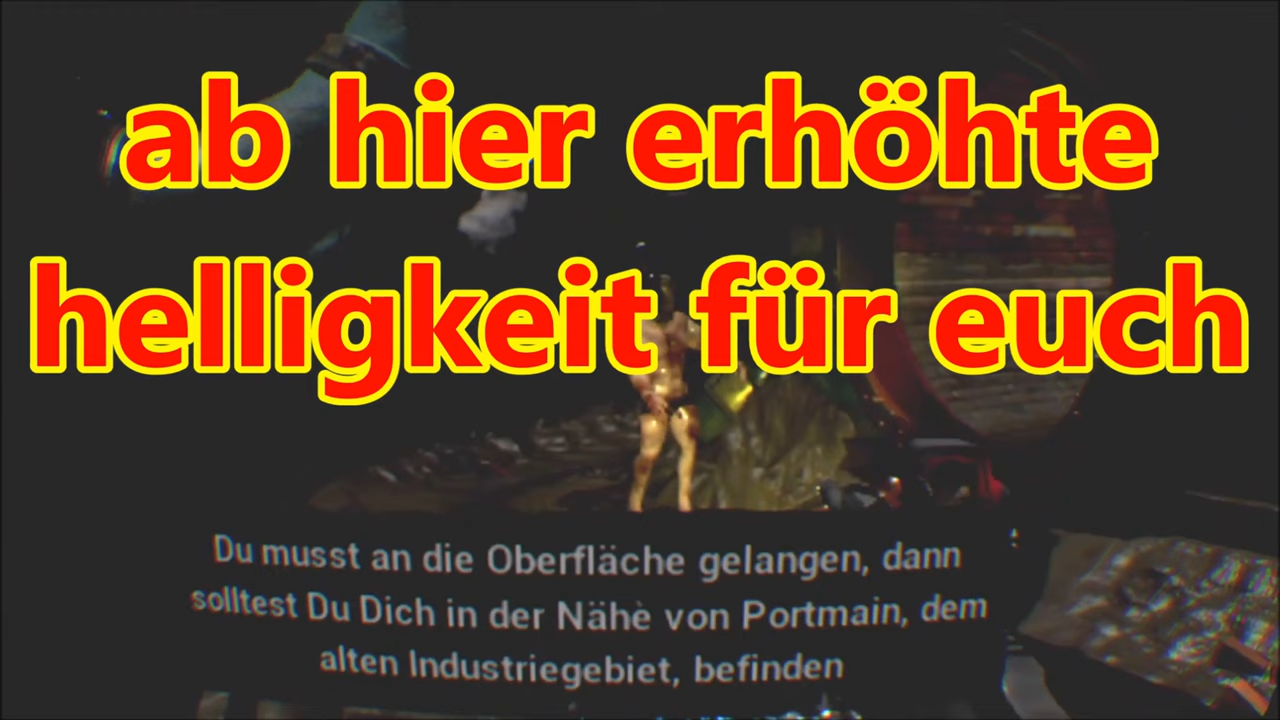 ab hier erhöhte
helligkeit für euch
Du musst an die Oberfläche gelangen, dann
solltest Du Dich in der Nähe von Portmain, dem
alten Industriegebiet, befinden